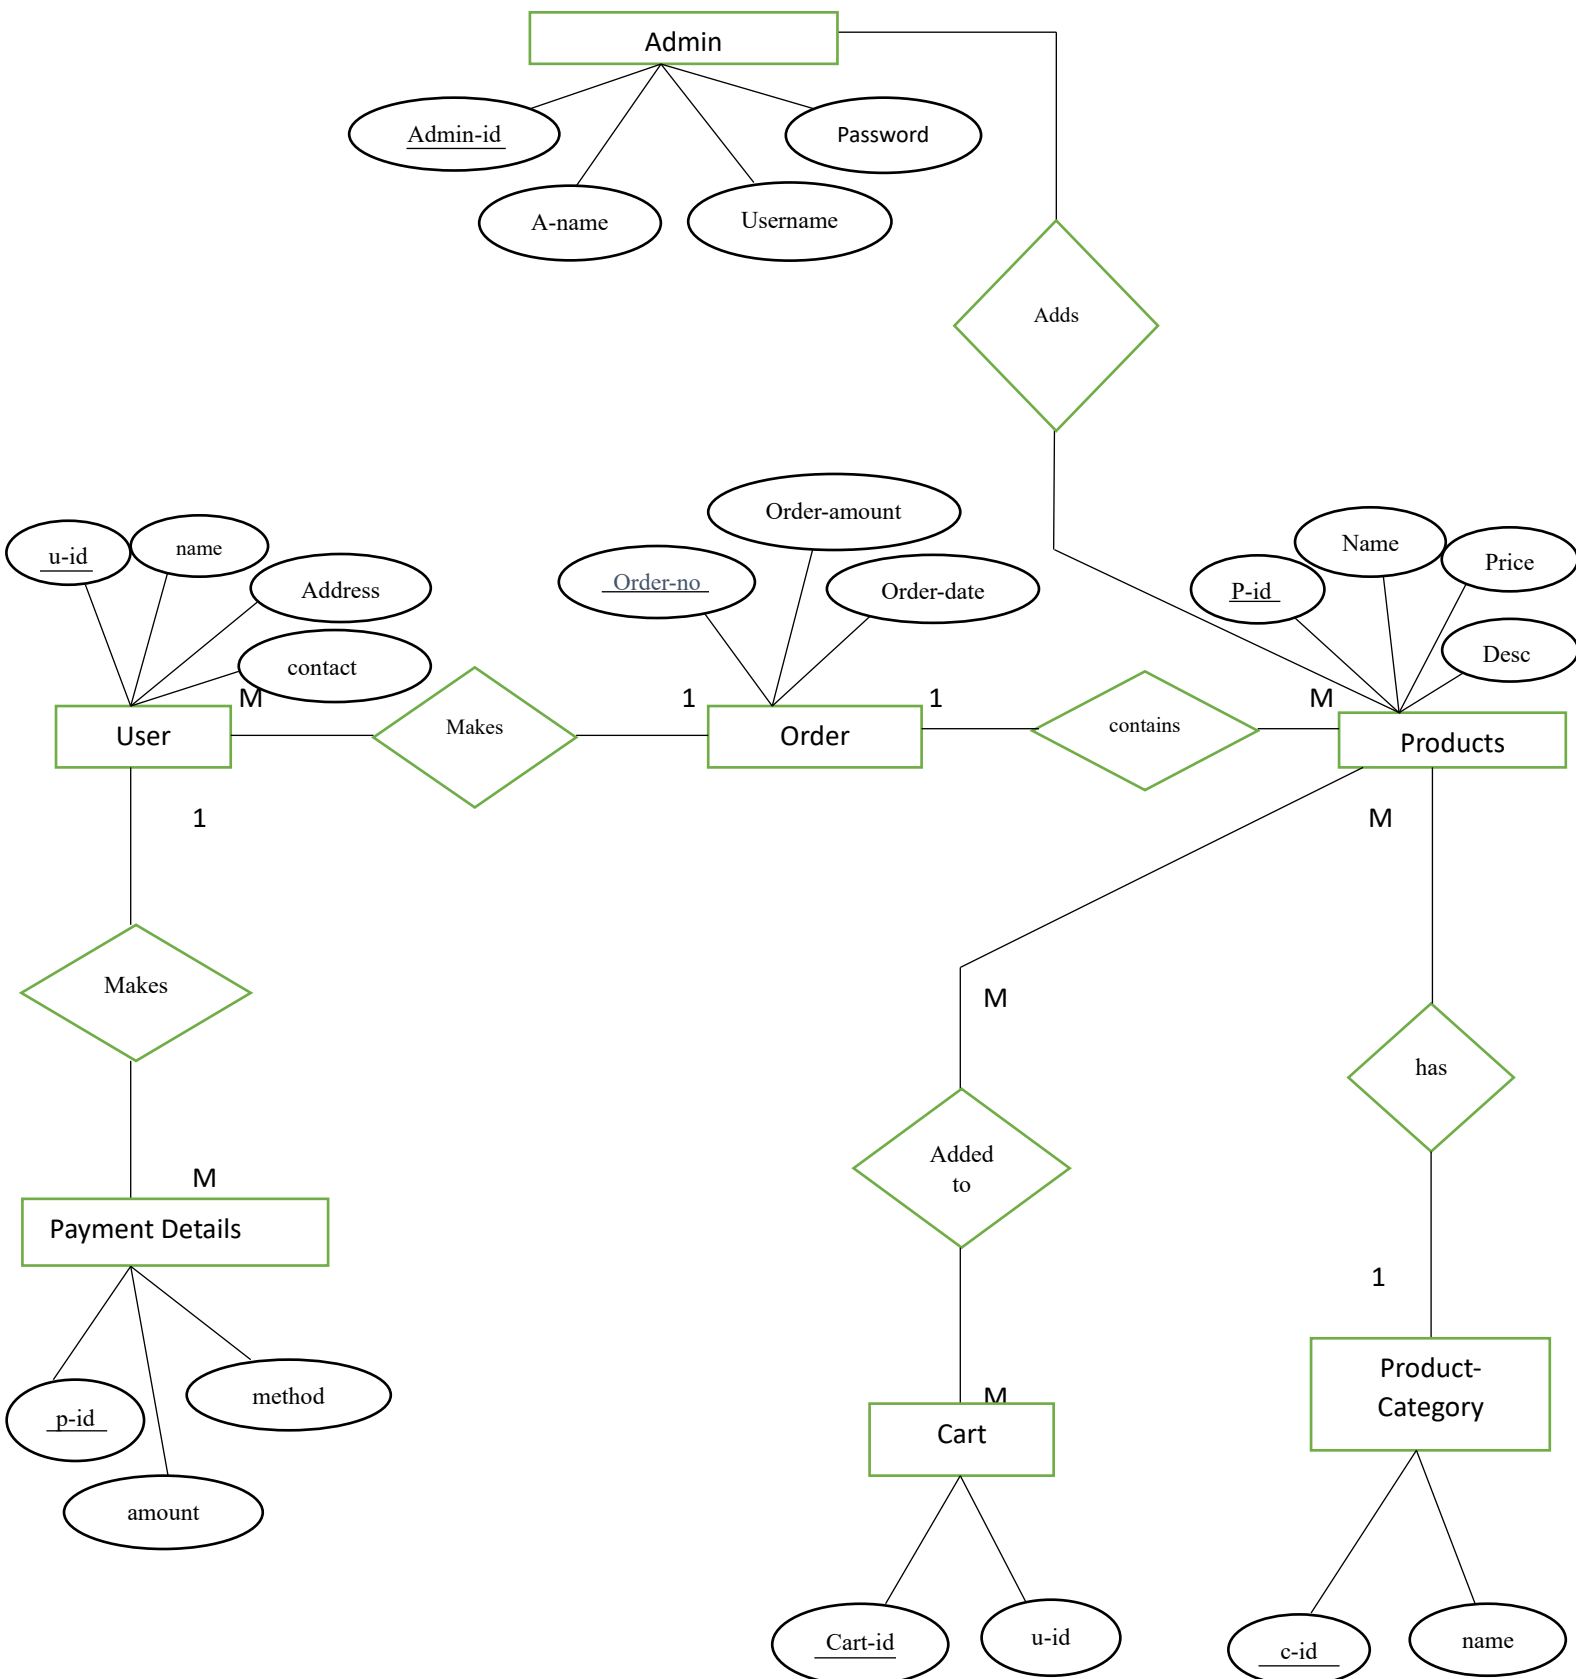 Admin
Admin-id
Password
A-name
Username
Adds
Order-amount
u-id
name
Name
Price
Address
Order-no
Order-date
P-id
contact
Desc
M
1
1
M
User
Makes
Order
contains
Products
1
M
Makes
M
has
Added
to
M
Payment Details
1
Product-
Category
p-id
method
M
Cart
amount
Cart-id
u-id
c-id
name